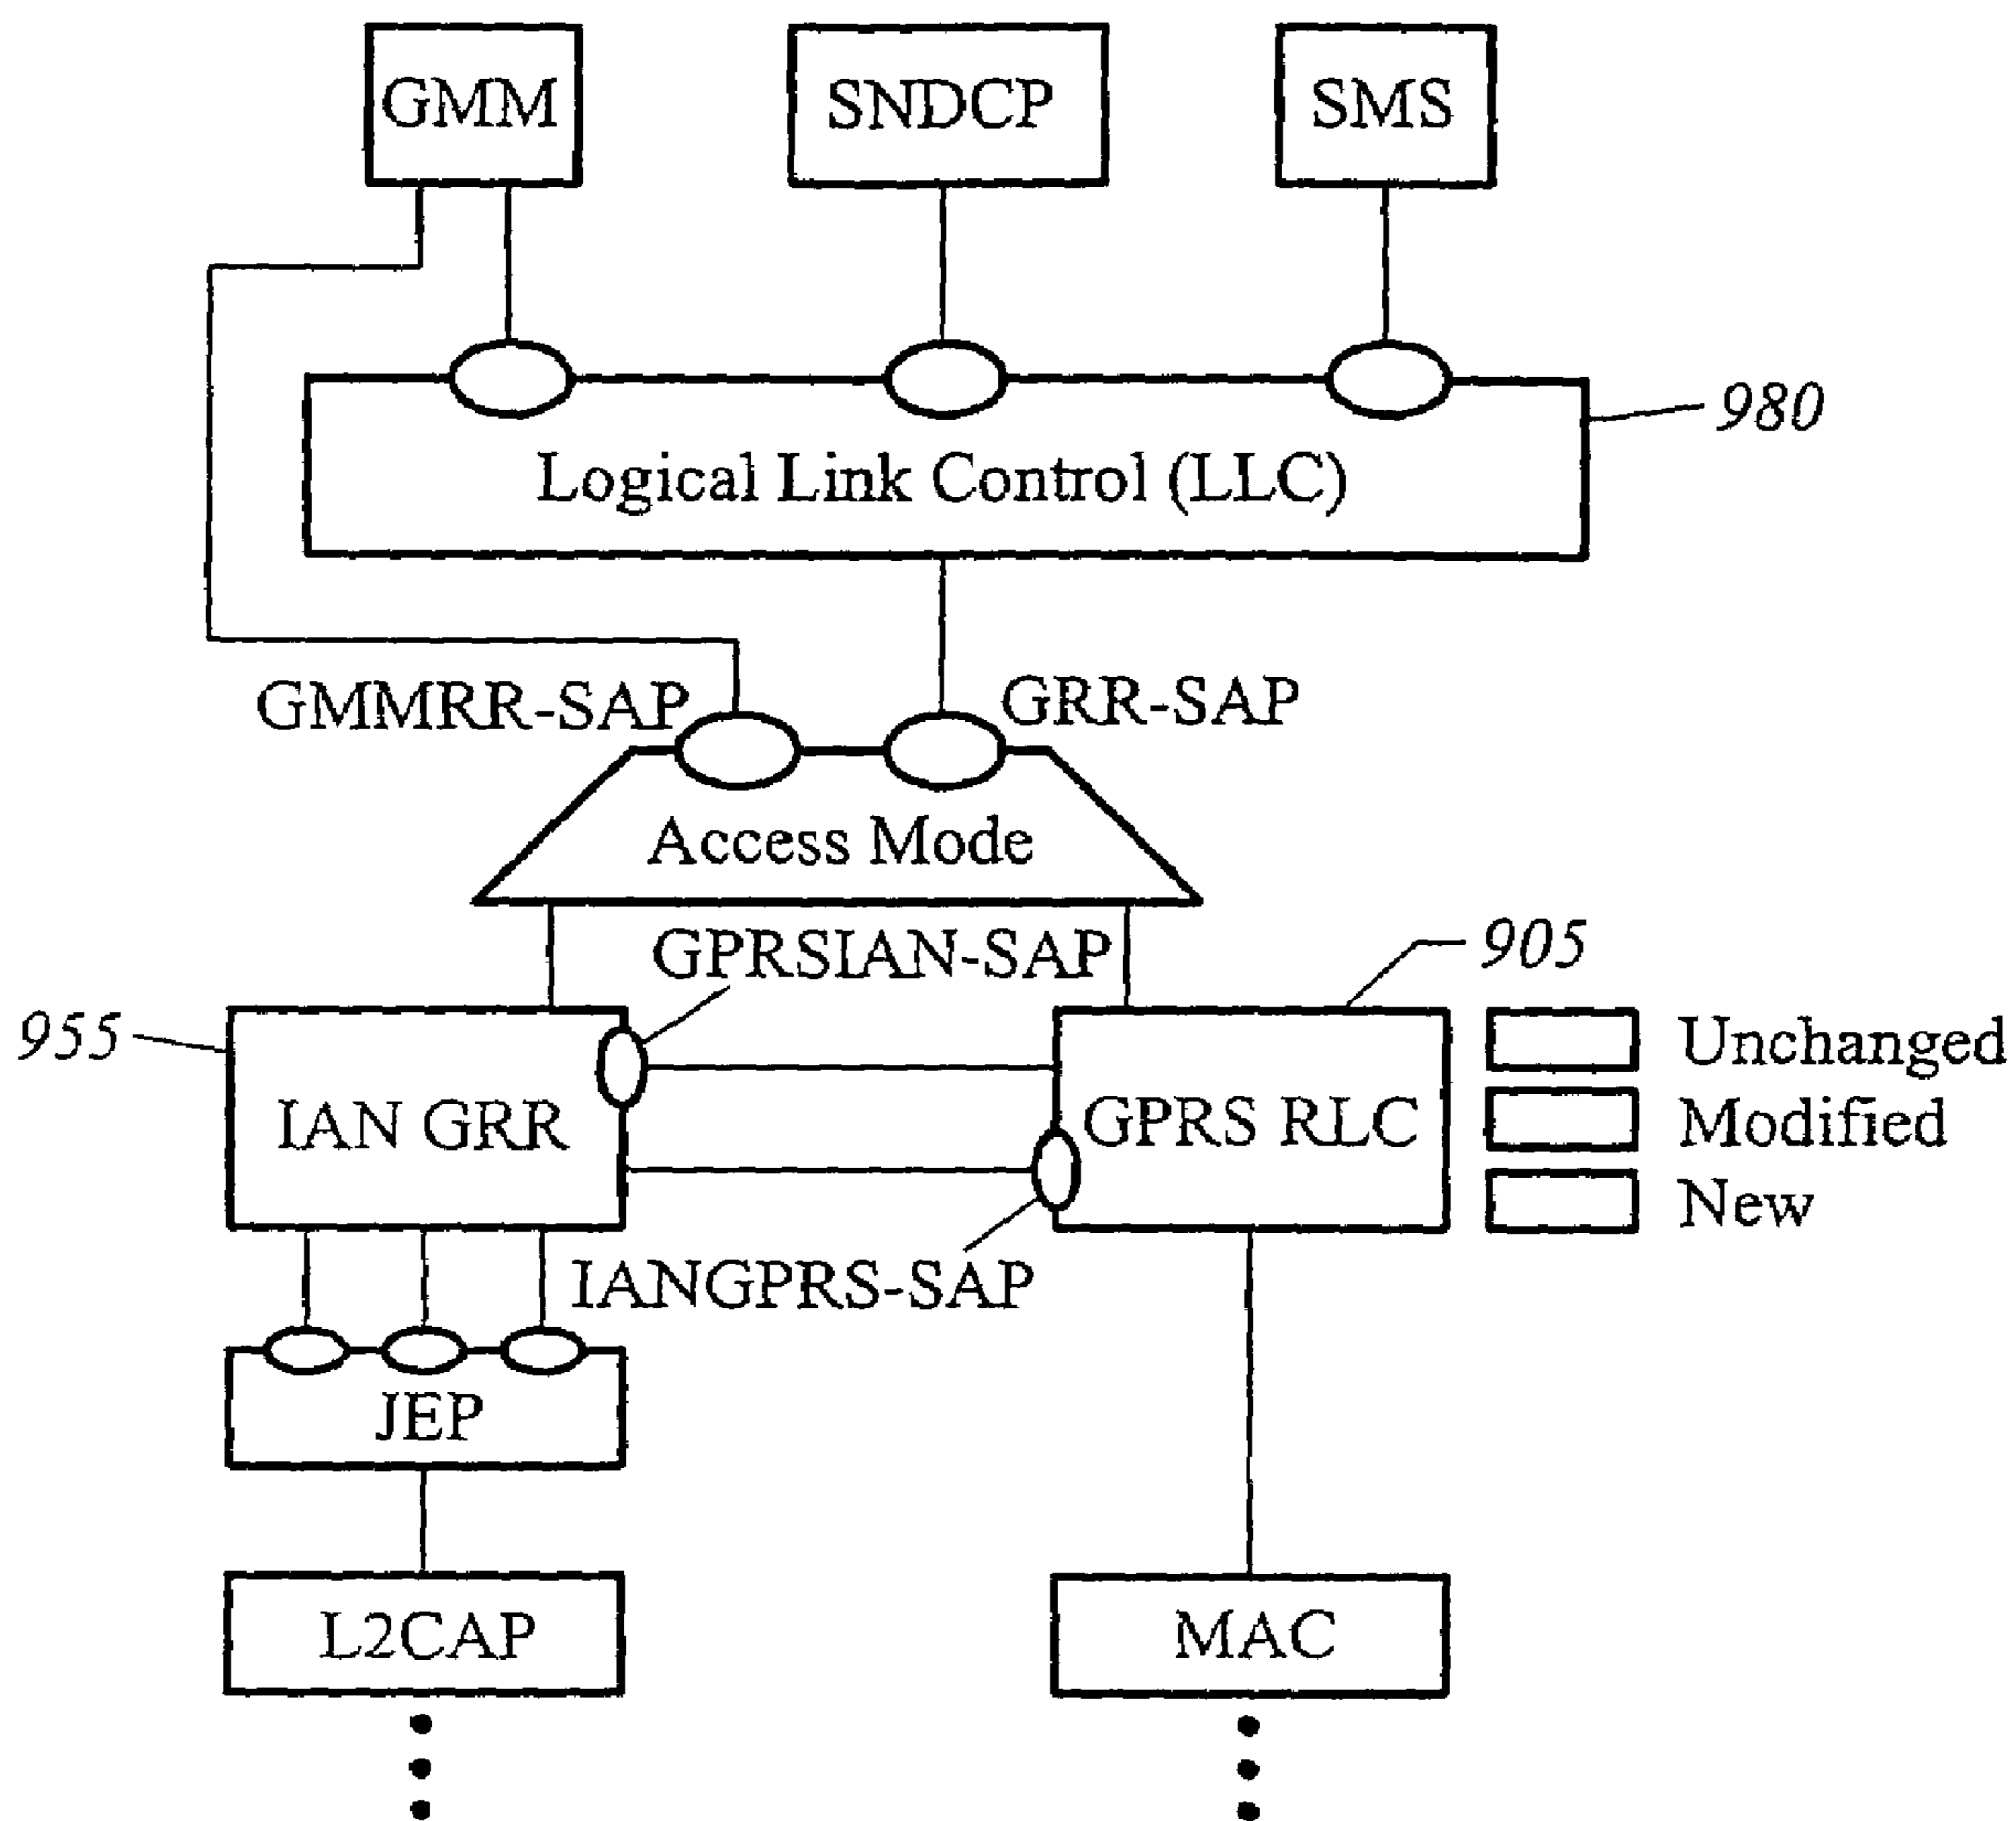 GMM
SNDCP
SMS
980
Logical Link Control (LLC)
GMMRR-SAP
GRR-SAP
Access Mode
GPRSIAN-SAP
905
955
Unchanged
IAN GRR
GPRS RLC
Modified
New
IANGPRS-SAP
JEP
L2CAP
MAC